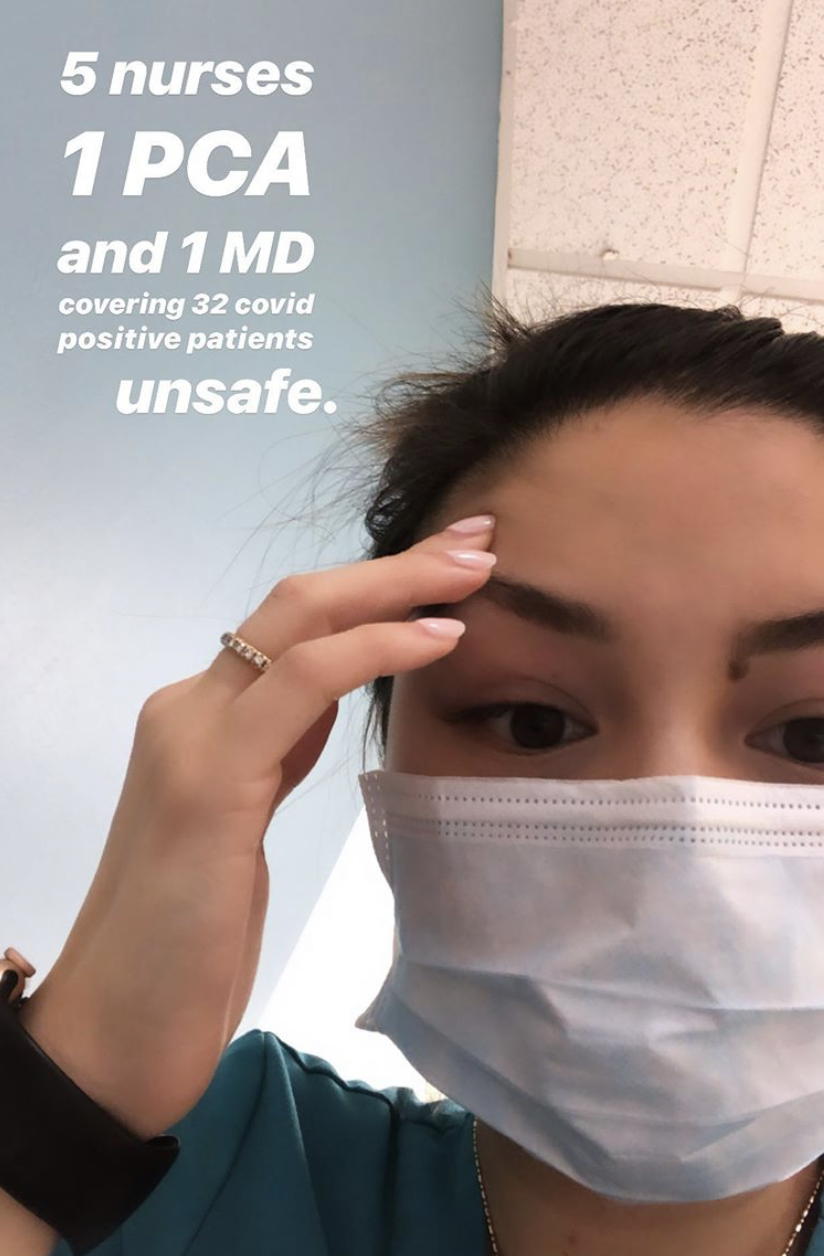 5 nurses
1 PCA
and 1 MD
covering 32 covid
positive patients
unsafe.